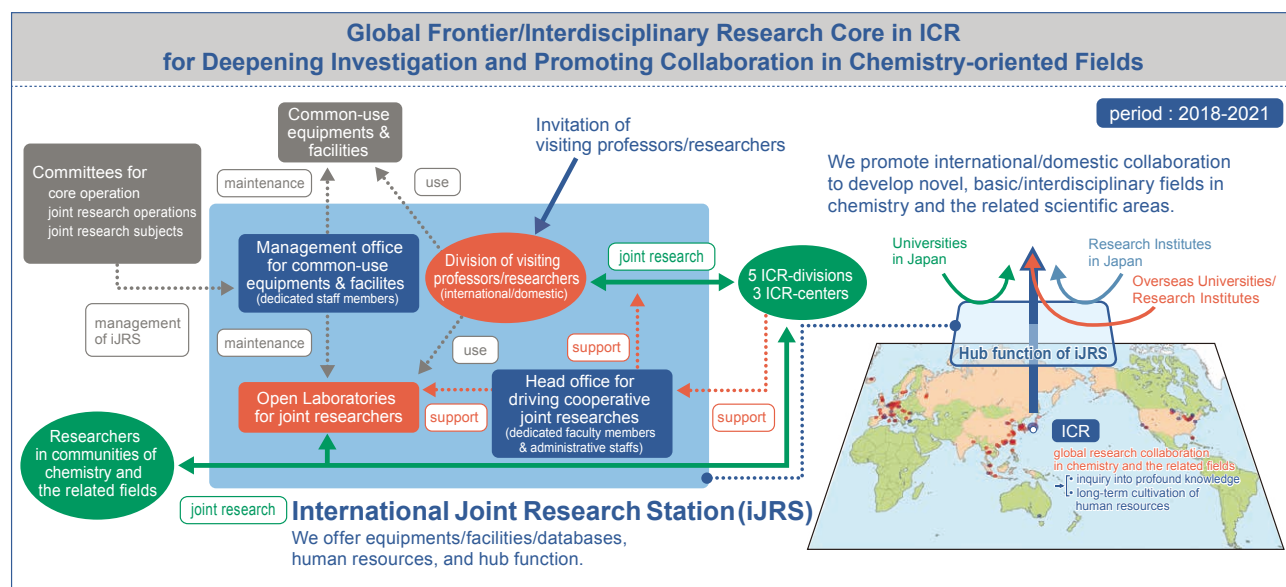 Global Frontier/Interdisciplinary Research Core in ICR
for Deepening Investigation and Promoting Collaboration in Chemistry-oriented Fields
period : 2018-2021
Common-use
equipments &
facilities
Invitation of
visiting professors/researchers
Committees for
core operation
joint research operations
joint research subjects
maintenance
use
Management office
for common-use
equipments & facilites
(dedicated staff members)
Division of visiting
professors/researchers
(international/domestic)
joint research
5 ICR-divisions
3 ICR-centers
management
of iJRS
maintenance
use
support
Open Laboratories
for joint researchers
support
Head office for
driving cooperative
joint researches
(dedicated faculty members
& administrative staffs)
support
Researchers
in communities of
chemistry and
the related fields
joint research
International Joint Research Station (iJRS)
We offer equipments/facilities/databases,
human resources, and hub function.
We promote international/domestic collaboration
to develop novel, basic/interdisciplinary fields in
chemistry and the related scientific areas.
Universities
in Japan
Research Institutes
in Japan
Overseas Universities/
Research Institutes
Hub function of iJRS
ICR
global research collaboration
in chemistry and the related fields
• inquiry into profound knowledge
• long-term cultivation of
human resources